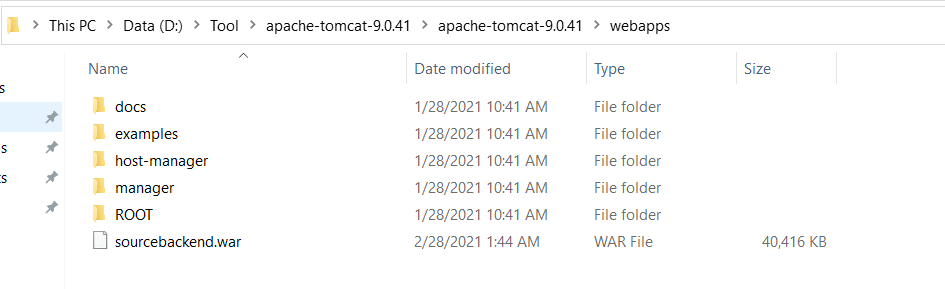 This PC > Data (D:) > Tool > apache-tomcat-9.0.41 > apache-tomcat-9.0.41 > webapps
Name Date modified Type Size
docs 1/28/2021 10:41 AM File folder
examples 1/28/2021 10:41 AM File folder
host-manager 1/28/2021 10:41 AM File folder
manager 1/28/2021 10:41 AM File folder
ROOT 1/28/2021 10:41 AM File folder
sourcebackend.war 2/28/2021 1:44 AM WAR File 40,416 KB